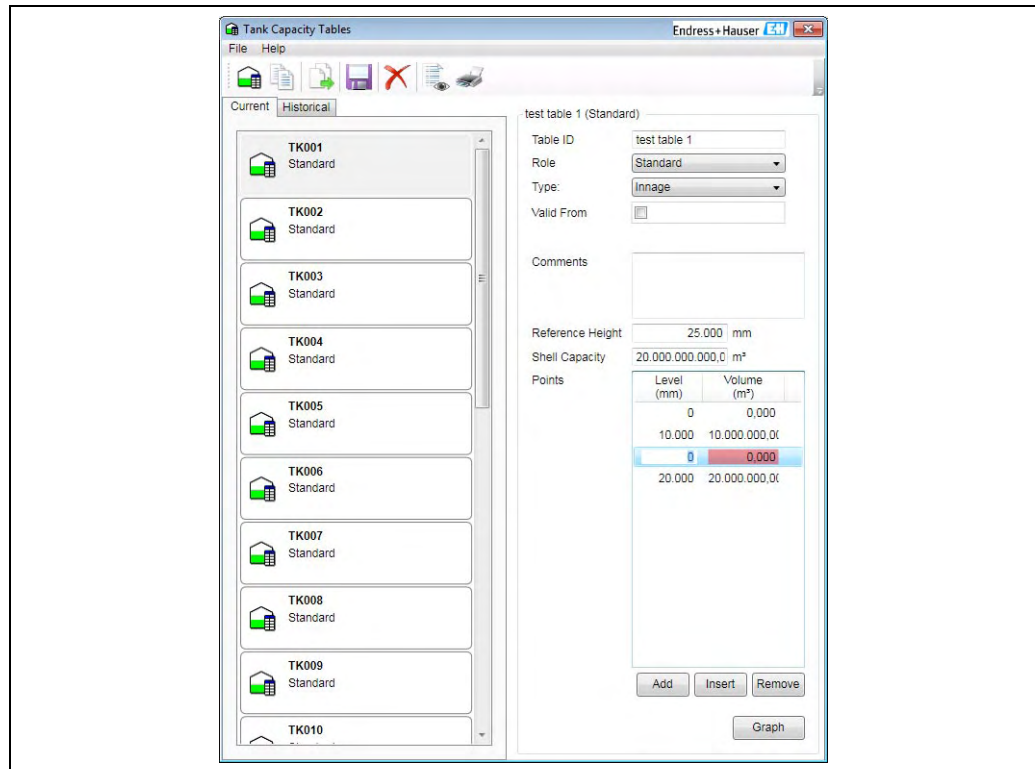 Tank Capacity Tables
Endress+Hauser EH
File Help
Current Historical
TK001
Standard
TK002
Standard
TK003
Standard
TK004
Standard
TK005
Standard
TK006
Standard
TK007
Standard
TK008
Standard
TK009
Standard
TK010
test table 1 (Standard)
Table ID test table 1
Role Standard
Type: Innage
Valid From
Comments
Reference Height 25.000 mm
Shell Capacity 20.000.000.000,0 m³
Points Level Volume
(mm) (m³)
0 0,000
10.000 10.000.000,00
0 0,000
20.000 20.000.000,00
Add Insert Remove
Graph